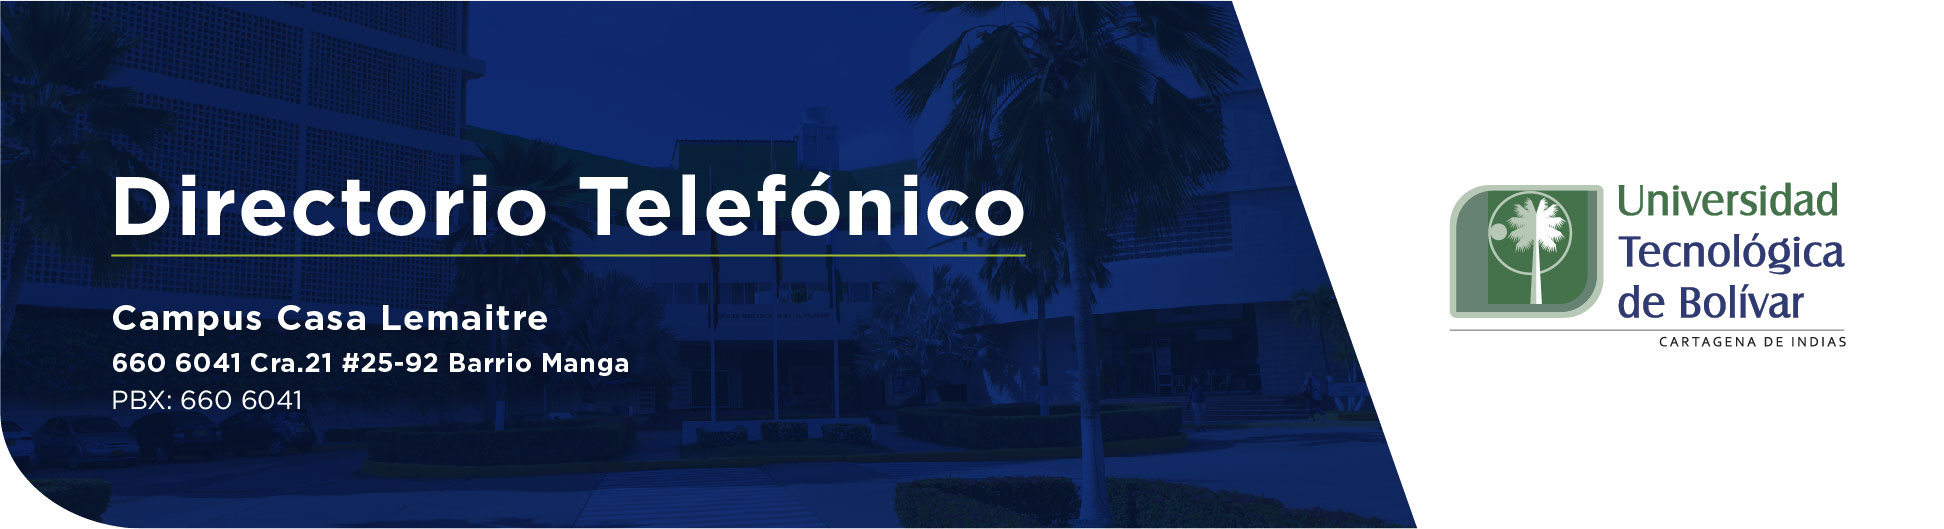 Directorio Telefónico
Campus Casa Lemaitre
660 6041 Cra.21 #25-92 Barrio Manga
PBX: 660 6041
Universidad
Tecnológica
de Bolívar
CARTAGENA DE INDIAS